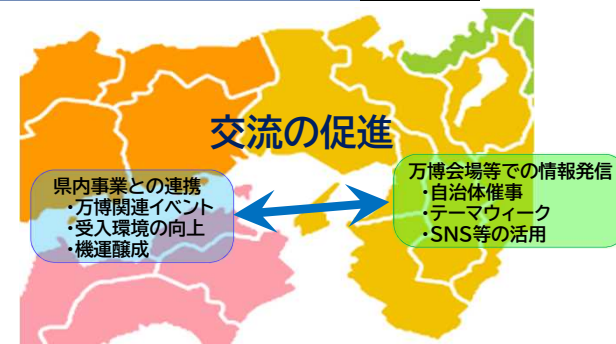 交流の促進
県内事業との連携
・万博関連イベント
・受入環境の向上
・機運醸成
万博会場等での情報発信
・自治体催事
・テーマウィーク
・SNS等の活用